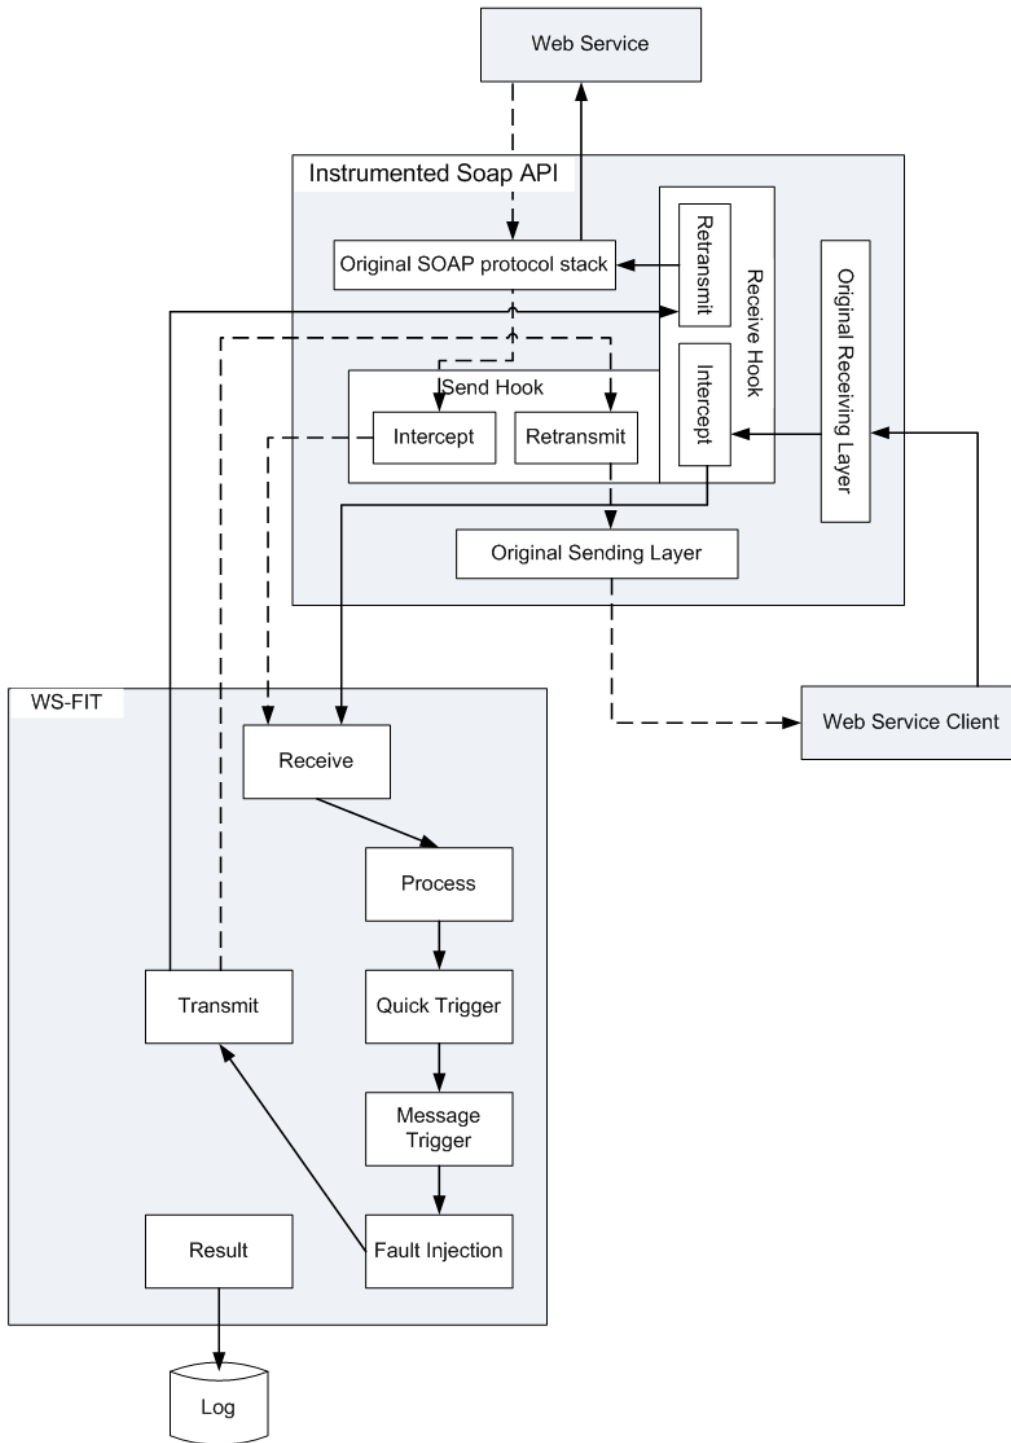 Web Service
Instrumented Soap API
Original SOAP protocol stack
Retransmit
Receive Hook
Original Receiving Layer
Intercept
Send Hook
Intercept
Retransmit
Original Sending Layer
WS-FIT
Web Service Client
Receive
Process
Transmit
Quick Trigger
Message
Trigger
Result
Fault Injection
Log